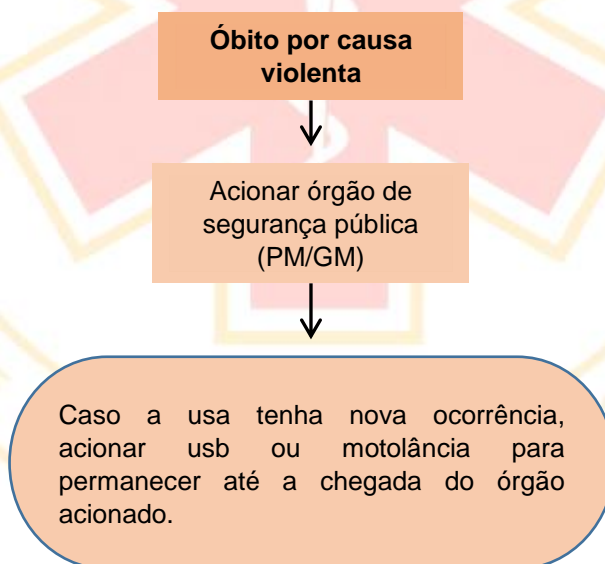 Óbito por causa
violenta
Acionar órgão de
segurança pública
(PM/GM)
Caso a usa tenha nova ocorrência,
acionar usb ou motolância para
permanecer até a chegada do órgão
acionado.